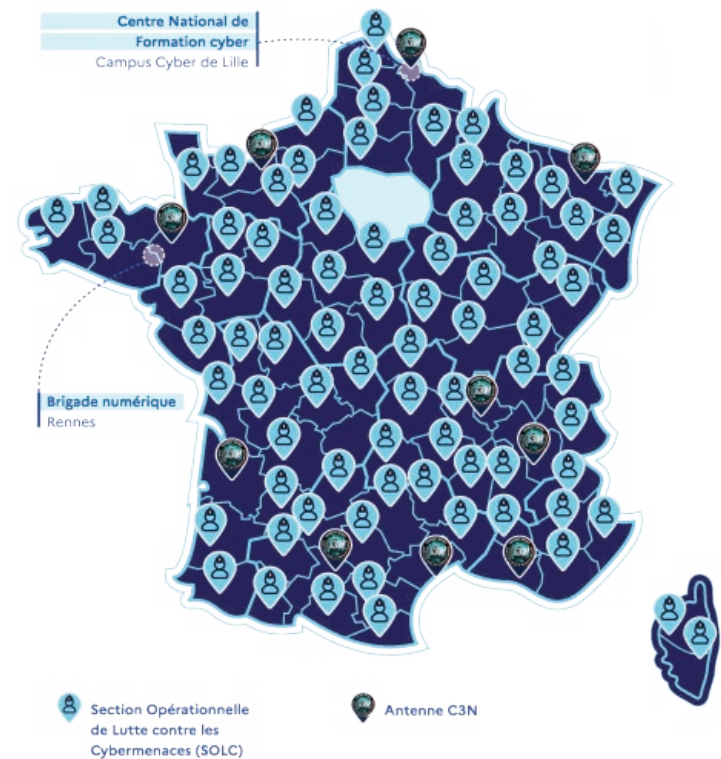 Centre National de
Formation cyber
Campus Cyber de Lille
Brigade numérique
Rennes
Section Opérationnelle
de Lutte contre les
Cybermenaces (SOLC)
Antenne C3N